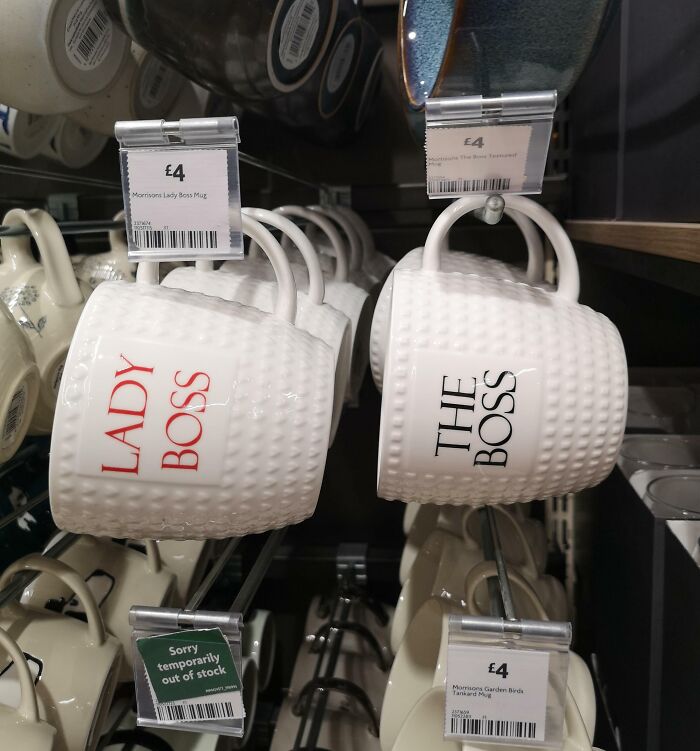 £4
Morrisons Lady Boss Mug
£4
Morrisons The Boss Textured
Mug
LADY
BOSS
THE
BOSS
Sorry
temporarily
out of stock
£4
Morrisons Garden Birds
Tankard Mug